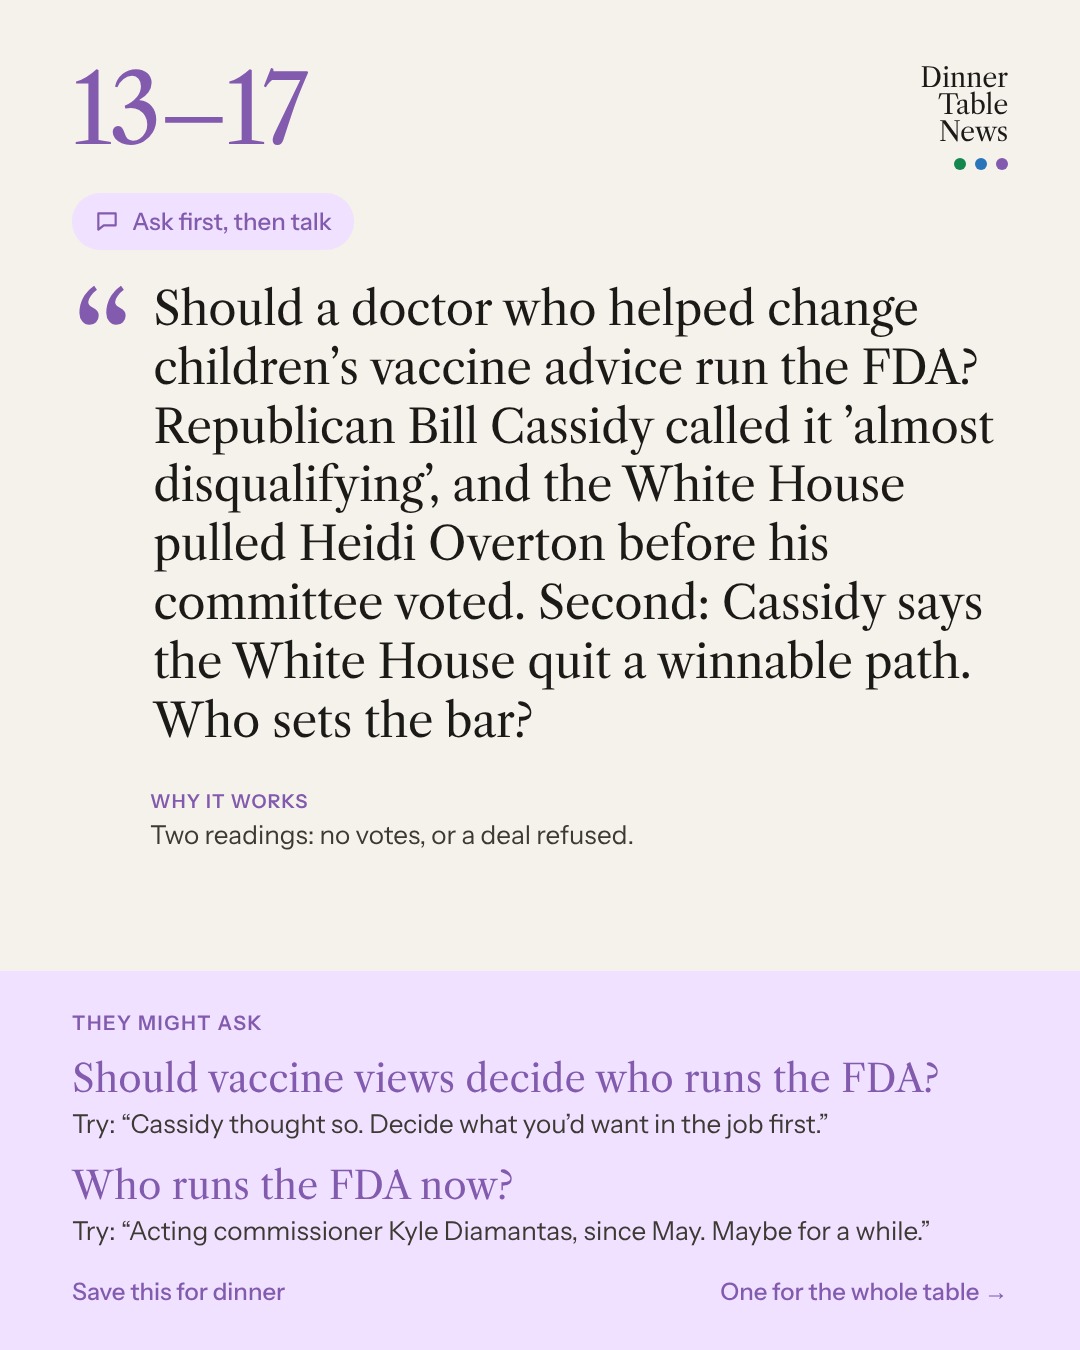 13–17
Dinner
Table
News
Ask first, then talk
“ Should a doctor who helped change
children’s vaccine advice run the FDA?
Republican Bill Cassidy called it ’almost
disqualifying’, and the White House
pulled Heidi Overton before his
committee voted. Second: Cassidy says
the White House quit a winnable path.
Who sets the bar?
WHY IT WORKS
Two readings: no votes, or a deal refused.
THEY MIGHT ASK
Should vaccine views decide who runs the FDA?
Try: “Cassidy thought so. Decide what you’d want in the job first.”
Who runs the FDA now?
Try: “Acting commissioner Kyle Diamantas, since May. Maybe for a while.”
Save this for dinner
One for the whole table →